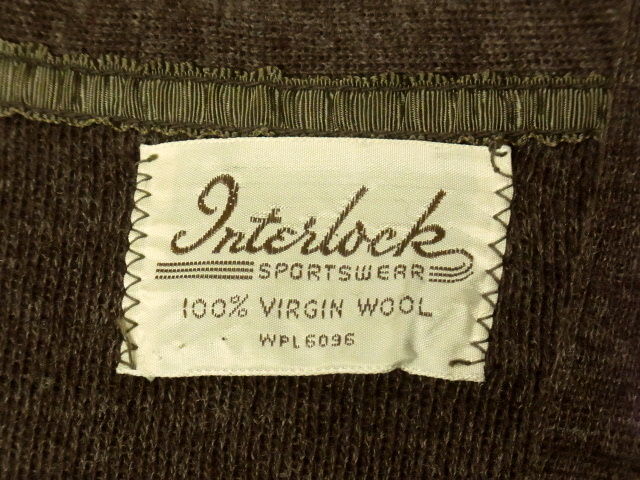 Interlock
SPORTSWEAR
100% VIRGIN WOOL
WPL6096